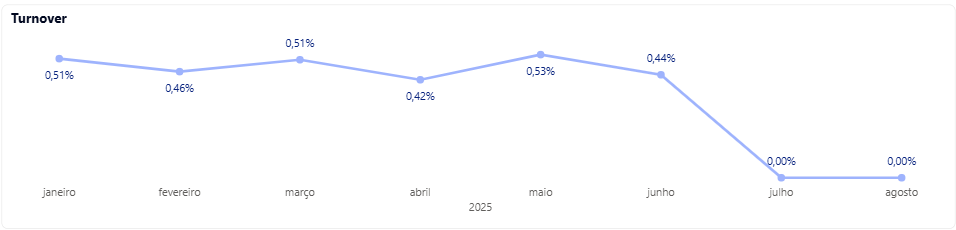 Turnover
0,51%
0,46%
0,51%
0,42%
0,53%
0,44%
0,00%
0,00%
janeiro
fevereiro
março
abril
maio
junho
julho
agosto
2025